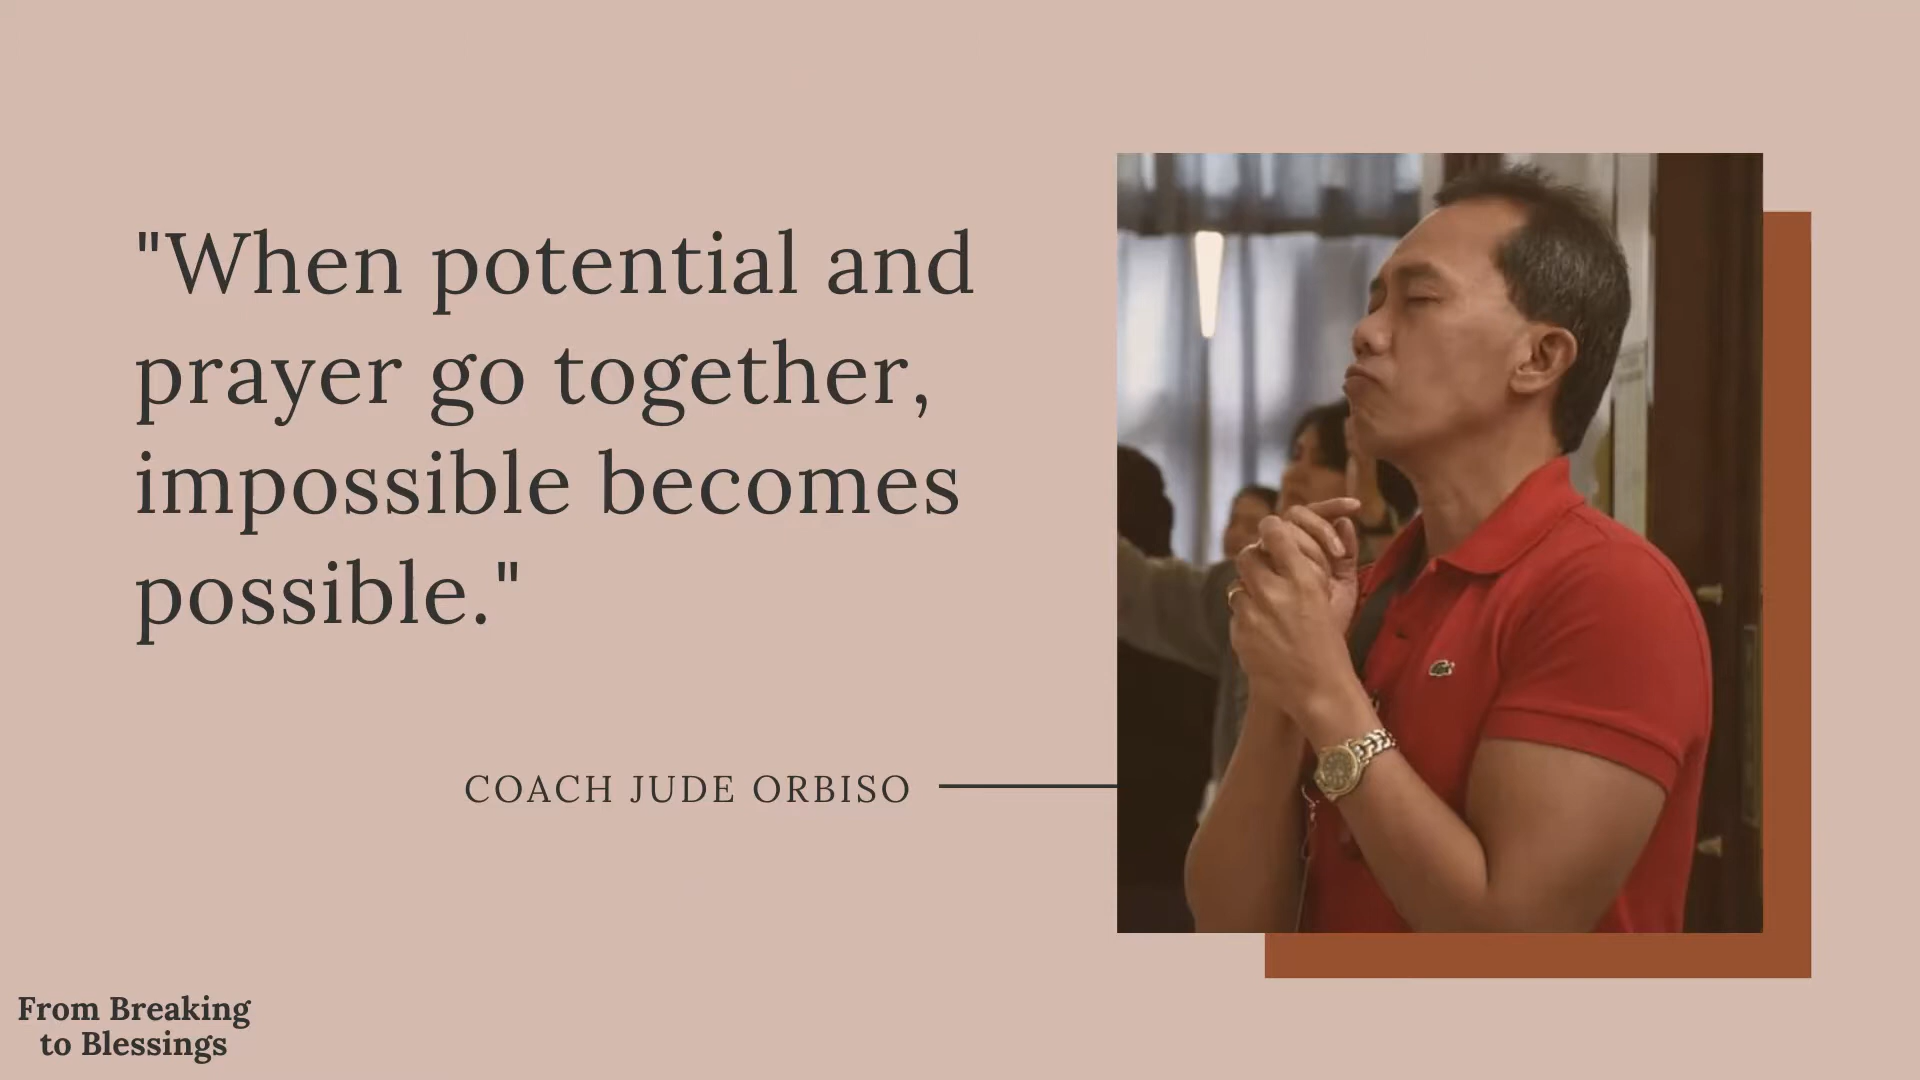 "When potential and
prayer go together,
impossible becomes
possible."
COACH JUDE ORBISO
From Breaking
to Blessings